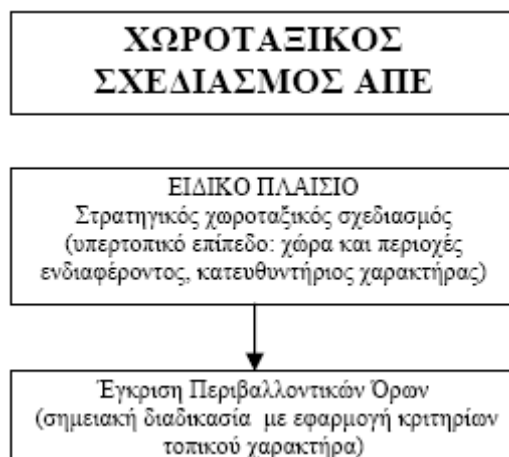 ΧΩΡΟΤΑΞΙΚΟΣ
ΣΧΕΔΙΑΣΜΟΣ ΑΠΕ
ΕΙΔΙΚΟ ΠΛΑΙΣΙΟ
Στρατηγικός χωροταξικός σχεδιασμός
(υπερτοπικό επίπεδο: χώρα και περιοχές
ενδιαφέροντος, κατευθυντήριος χαρακτήρας)
Έγκριση Περιβαλλοντικών Όρων
(σημειακή διαδικασία με εφαρμογή κριτηρίων
τοπικού χαρακτήρα)